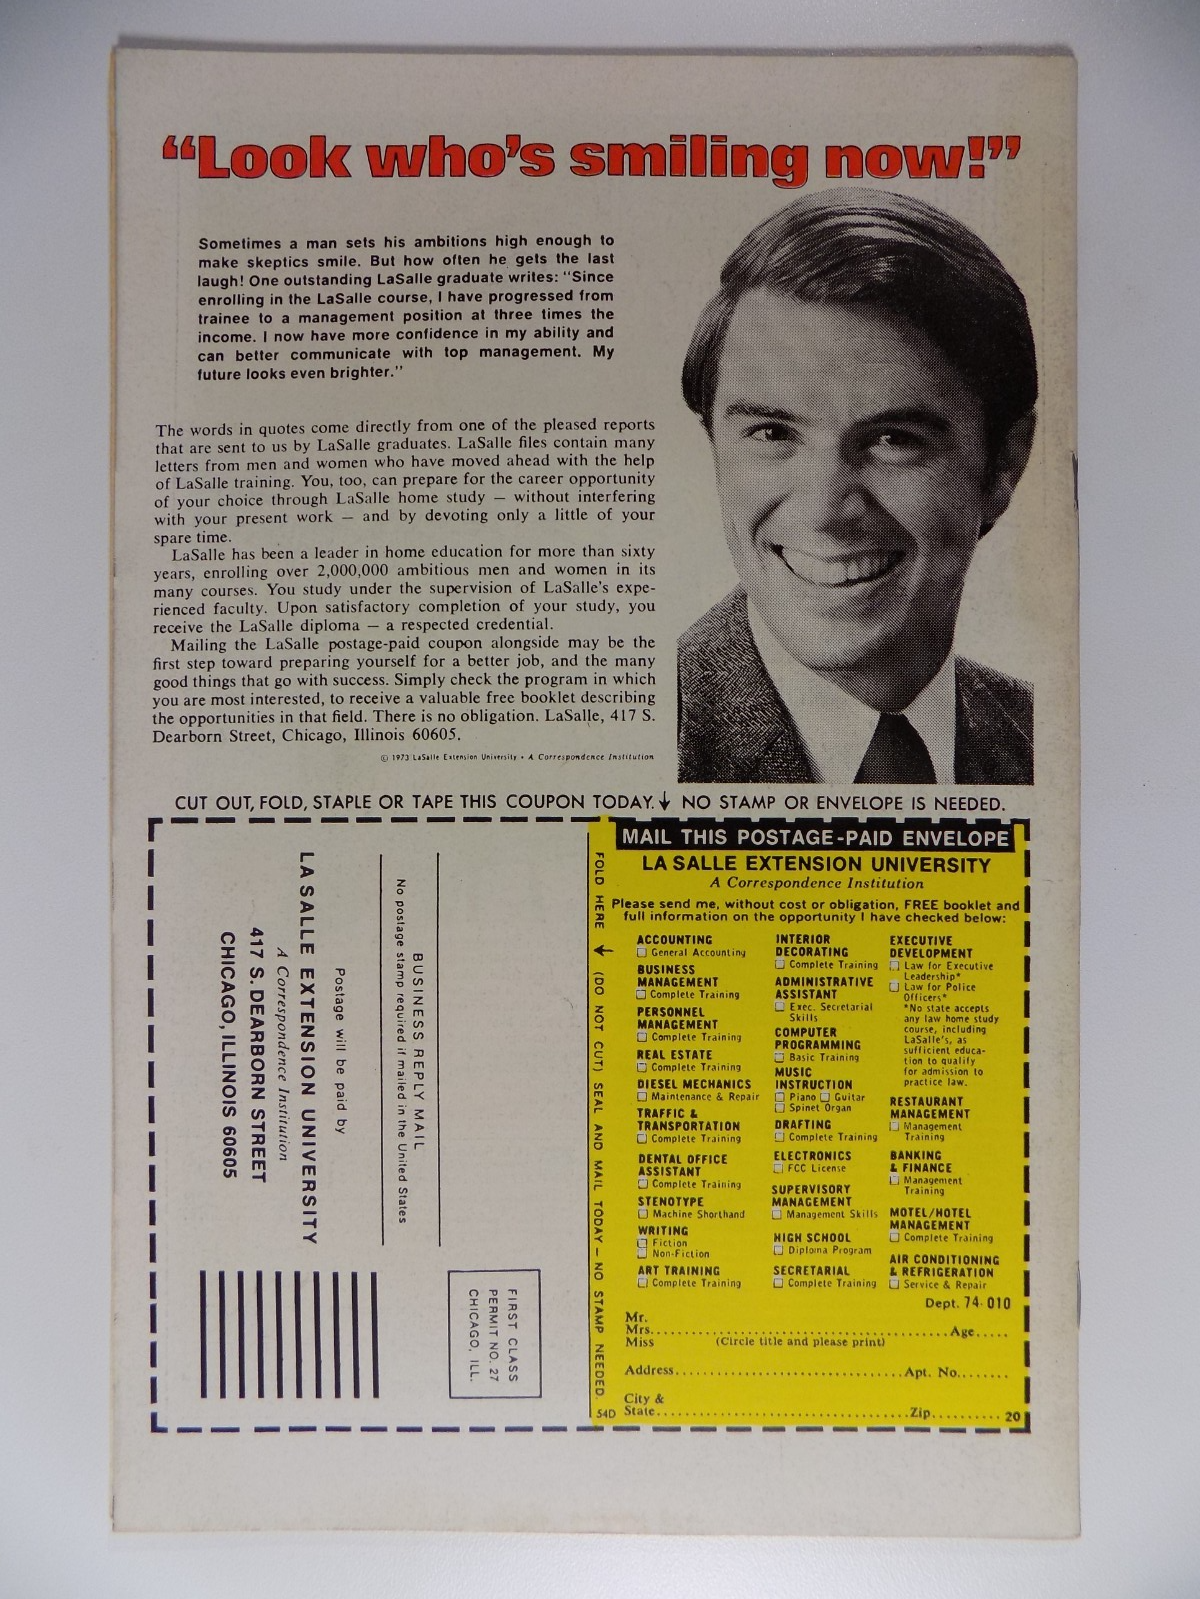 “Look who’s smiling now!”
Sometimes a man sets his ambitions high enough to
make skeptics smile. But how often he gets the last
laugh! One outstanding LaSalle graduate writes: “Since
enrolling in the LaSalle course, I have progressed from
trainee to a management position at three times the
income. I now have more confidence in my ability and
can better communicate with top management. My
future looks even brighter.”
The words in quotes come directly from one of the pleased reports
that are sent to us by LaSalle graduates. LaSalle files contain many
letters from men and women who have moved ahead with the help
of LaSalle training. You, too, can prepare for the career opportunity
of your choice through LaSalle home study — without interfering
with your present work — and by devoting only a little of your
spare time.
LaSalle has been a leader in home education for more than sixty
years, enrolling over 2,000,000 ambitious men and women in its
many courses. You study under the supervision of LaSalle’s expe-
rienced faculty. Upon satisfactory completion of your study, you
receive the LaSalle diploma — a respected credential.
Mailing the LaSalle postage-paid coupon alongside may be the
first step toward preparing yourself for a better job, and the many
good things that go with success. Simply check the program in which
you are most interested, to receive a valuable free booklet describing
the opportunities in that field. There is no obligation. LaSalle, 417 S.
Dearborn Street, Chicago, Illinois 60605.
© 1973 LaSalle Extension University • A Correspondence Institution
CUT OUT, FOLD, STAPLE OR TAPE THIS COUPON TODAY. ↓ NO STAMP OR ENVELOPE IS NEEDED.
FIRST CLASS
PERMIT NO. 27
CHICAGO, ILL.
BUSINESS REPLY MAIL
No postage stamp required if mailed in the United States
Postage will be paid by
LA SALLE EXTENSION UNIVERSITY
A Correspondence Institution
417 S. DEARBORN STREET
CHICAGO, ILLINOIS 60605
FOLD HERE ↓ (DO NOT CUT) SEAL AND MAIL TODAY — NO STAMP NEEDED.
54D
MAIL THIS POSTAGE-PAID ENVELOPE
LA SALLE EXTENSION UNIVERSITY
A Correspondence Institution
Please send me, without cost or obligation, FREE booklet and
full information on the opportunity I have checked below:
ACCOUNTING
☐ General Accounting
BUSINESS
MANAGEMENT
☐ Complete Training
PERSONNEL
MANAGEMENT
☐ Complete Training
REAL ESTATE
☐ Complete Training
DIESEL MECHANICS
☐ Maintenance & Repair
TRAFFIC &
TRANSPORTATION
☐ Complete Training
DENTAL OFFICE
ASSISTANT
☐ Complete Training
STENOTYPE
☐ Machine Shorthand
WRITING
☐ Fiction
☐ Non-Fiction
ART TRAINING
☐ Complete Training
INTERIOR
DECORATING
☐ Complete Training
ADMINISTRATIVE
ASSISTANT
☐ Exec. Secretarial
Skills
COMPUTER
PROGRAMMING
☐ Basic Training
MUSIC
INSTRUCTION
☐ Piano ☐ Guitar
☐ Spinet Organ
DRAFTING
☐ Complete Training
ELECTRONICS
☐ FCC License
SUPERVISORY
MANAGEMENT
☐ Management Skills
HIGH SCHOOL
☐ Diploma Program
SECRETARIAL
☐ Complete Training
EXECUTIVE
DEVELOPMENT
☐ Law for Executive
Leadership*
☐ Law for Police
Officers*
*No state accepts
any law home study
course, including
LaSalle’s, as
sufficient educa-
tion to qualify
for admission to
practice law.
RESTAURANT
MANAGEMENT
☐ Management
Training
BANKING
& FINANCE
☐ Management
Training
MOTEL/HOTEL
MANAGEMENT
☐ Complete Training
AIR CONDITIONING
& REFRIGERATION
☐ Service & Repair
Dept. 74-010
Mr.
Mrs. Age
Miss (Circle title and please print)
Address Apt. No.
City &
State Zip 20